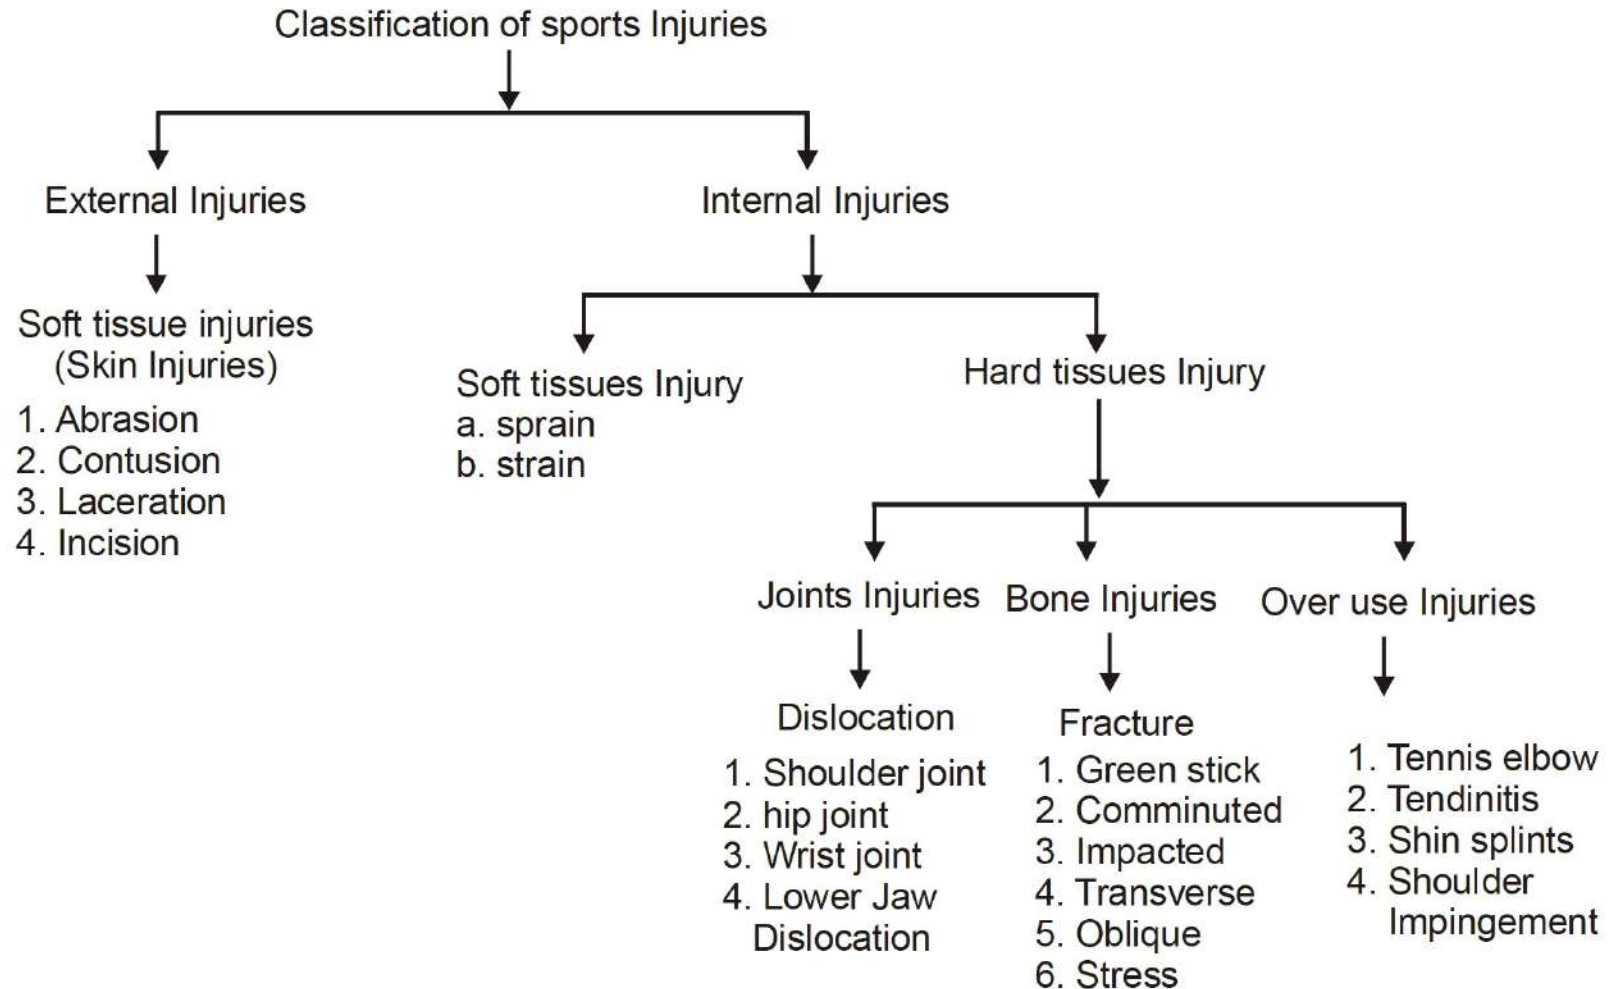 Classification of sports Injuries
External Injuries
Internal Injuries
Soft tissue injuries
(Skin Injuries)
1. Abrasion
2. Contusion
3. Laceration
4. Incision
Soft tissues Injury
a. sprain
b. strain
Hard tissues Injury
Joints Injuries
Bone Injuries
Over use Injuries
Dislocation
1. Shoulder joint
2. hip joint
3. Wrist joint
4. Lower Jaw
Dislocation
Fracture
1. Green stick
2. Comminuted
3. Impacted
4. Transverse
5. Oblique
6. Stress
1. Tennis elbow
2. Tendinitis
3. Shin splints
4. Shoulder
Impingement